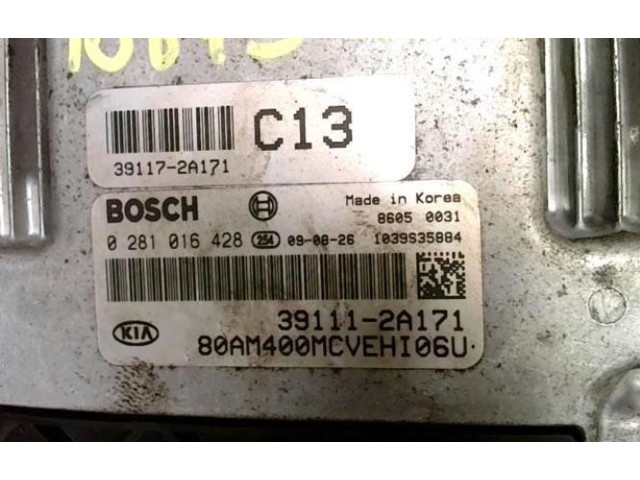 C13
39117-2A171
BOSCH
Made in Korea
8605 0031
0 281 016 428 254 09-08-26 1039S35884
39111-2A171
KIA
80AM400MCVEHI06U.